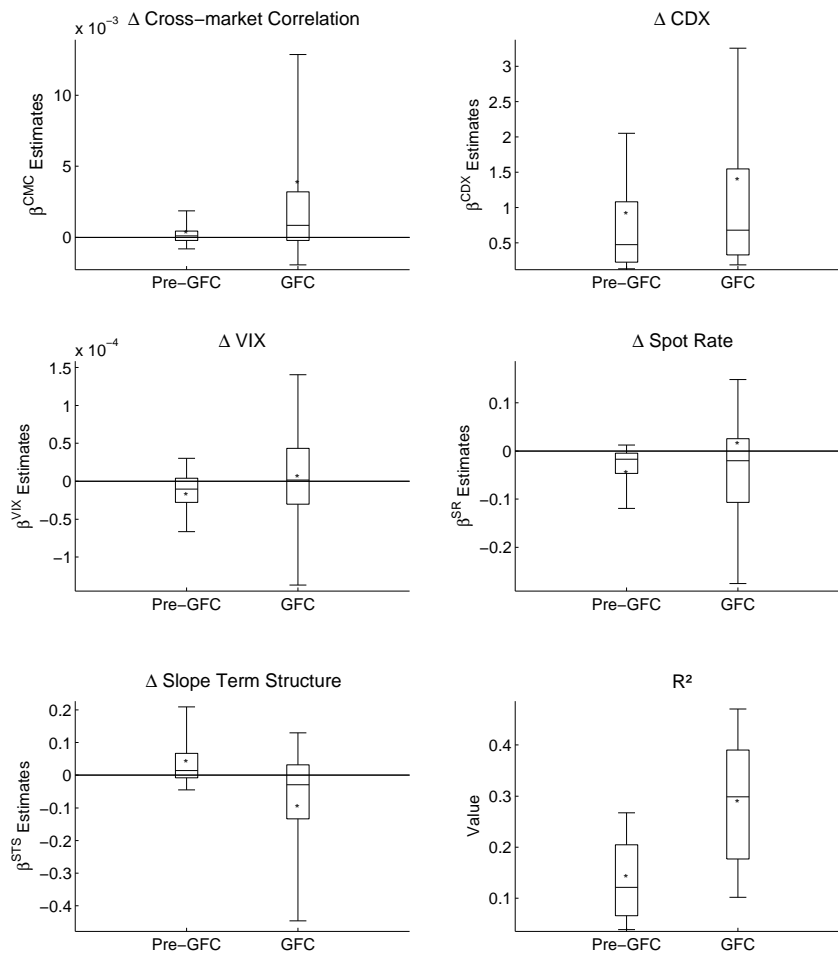 Δ Cross−market Correlation
x 10⁻³
10
5
0
β^CMC Estimates
Pre−GFC GFC
Δ CDX
3
2.5
2
1.5
1
0.5
β^CDX Estimates
Pre−GFC GFC
Δ VIX
x 10⁻⁴
1.5
1
0.5
0
−0.5
−1
β^VIX Estimates
Pre−GFC GFC
Δ Spot Rate
0.1
0
−0.1
−0.2
β^SR Estimates
Pre−GFC GFC
Δ Slope Term Structure
0.2
0.1
0
−0.1
−0.2
−0.3
−0.4
β^STS Estimates
Pre−GFC GFC
R²
0.4
0.3
0.2
0.1
Value
Pre−GFC GFC